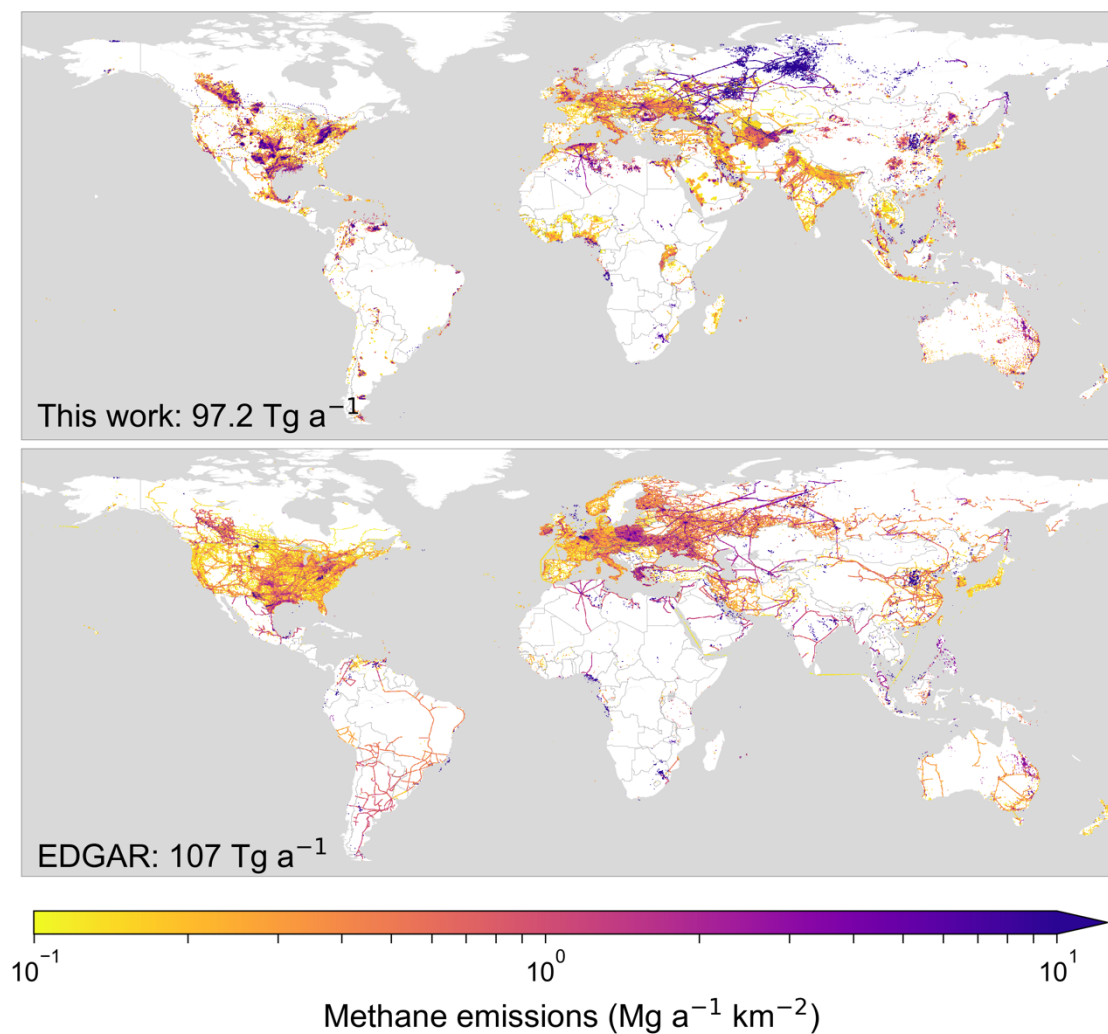 This work: 97.2 Tg a⁻¹
EDGAR: 107 Tg a⁻¹
10⁻¹ 10⁰ 10¹
Methane emissions (Mg a⁻¹ km⁻²)